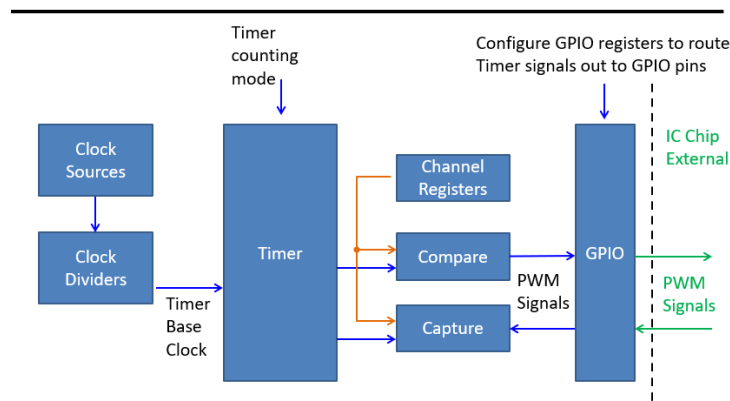 Timer
counting
mode
Configure GPIO registers to route
Timer signals out to GPIO pins
Clock
Sources
Clock
Dividers
Timer
Base
Clock
Timer
Channel
Registers
Compare
Capture
PWM
Signals
GPIO
IC Chip
External
PWM
Signals